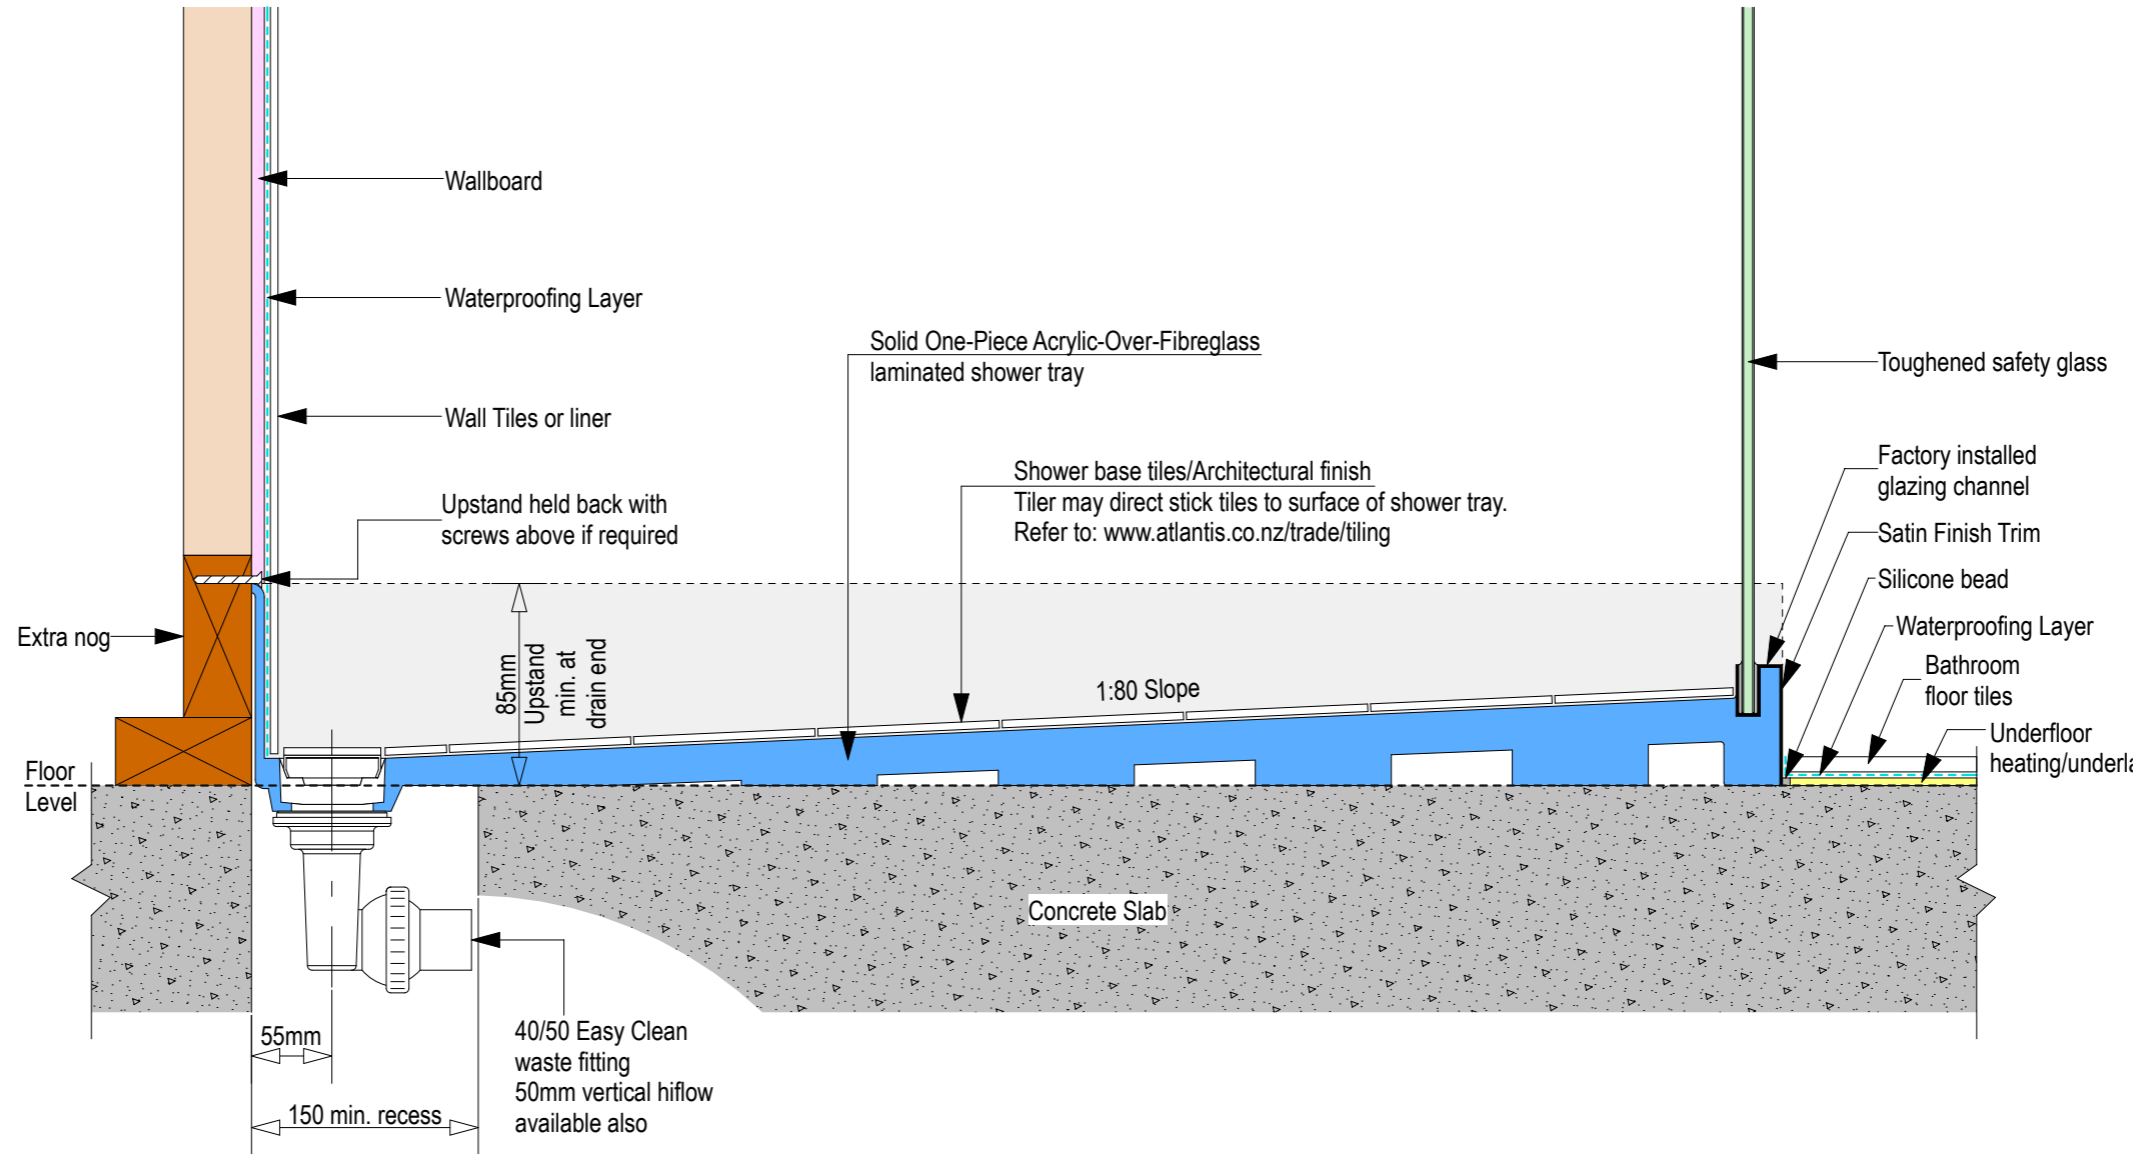 Wallboard
Waterproofing Layer
Wall Tiles or liner
Upstand held back with
screws above if required
Extra nog
Floor
Level
85mm
Upstand
min. at
drain end
Solid One-Piece Acrylic-Over-Fibreglass
laminated shower tray
Shower base tiles/Architectural finish
Tiler may direct stick tiles to surface of shower tray.
Refer to: www.atlantis.co.nz/trade/tiling
1:80 Slope
Toughened safety glass
Factory installed
glazing channel
Satin Finish Trim
Silicone bead
Waterproofing Layer
Bathroom
floor tiles
Underfloor
heating/underla
Concrete Slab
55mm
150 min. recess
40/50 Easy Clean
waste fitting
50mm vertical hiflow
available also